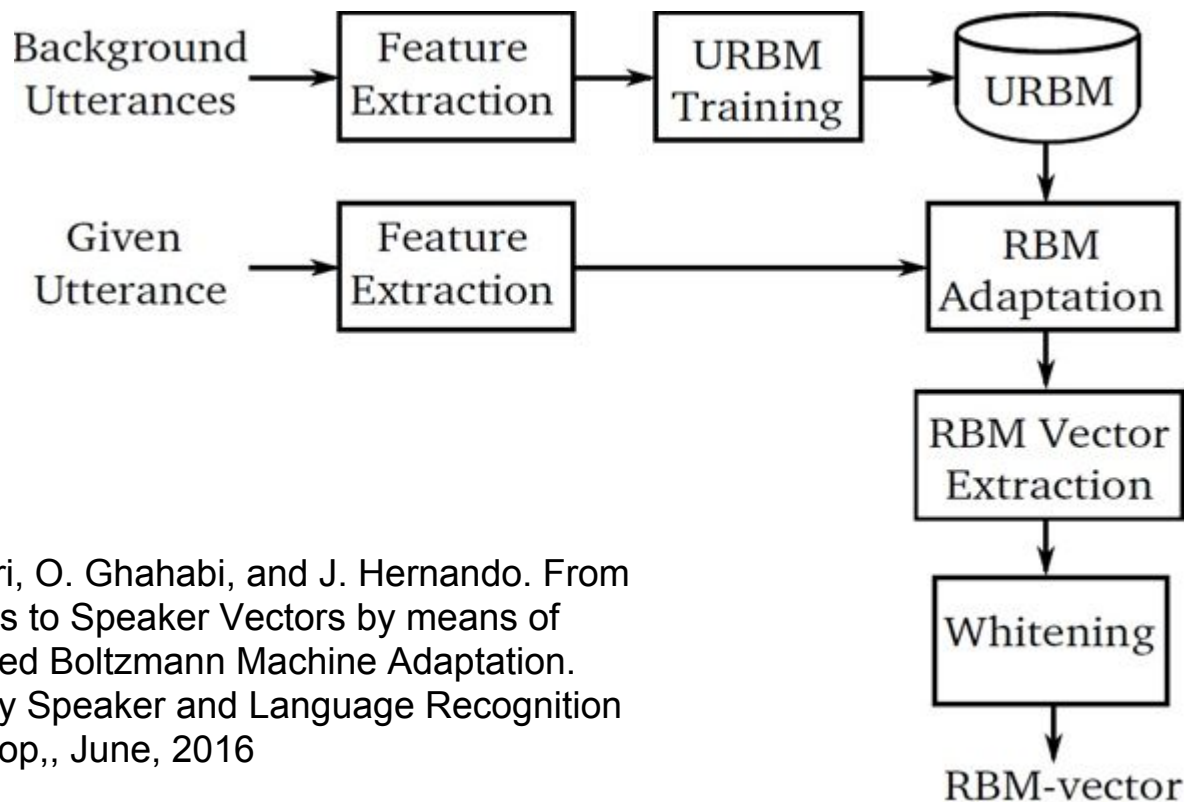 Background
Utterances
Feature
Extraction
URBM
Training
URBM
Given
Utterance
Feature
Extraction
RBM
Adaptation
RBM Vector
Extraction
Whitening
RBM-vector
ri, O. Ghahabi, and J. Hernando. From
s to Speaker Vectors by means of
ed Boltzmann Machine Adaptation.
y Speaker and Language Recognition
op,, June, 2016